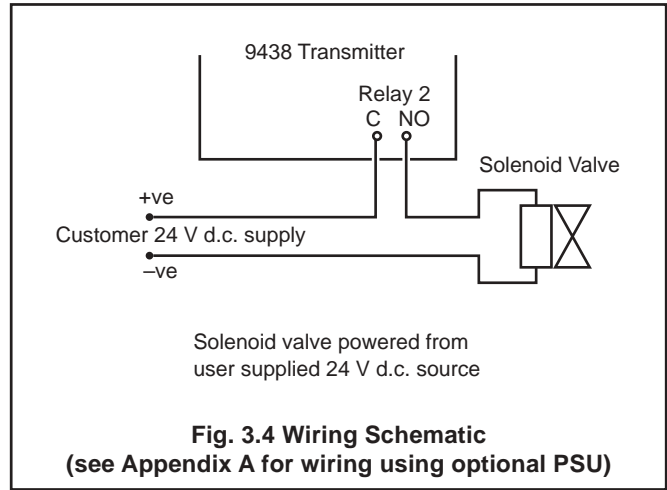 9438 Transmitter
Relay 2
C NO
Solenoid Valve
+ve
Customer 24 V d.c. supply
–ve
Solenoid valve powered from
user supplied 24 V d.c. source
Fig. 3.4 Wiring Schematic
(see Appendix A for wiring using optional PSU)